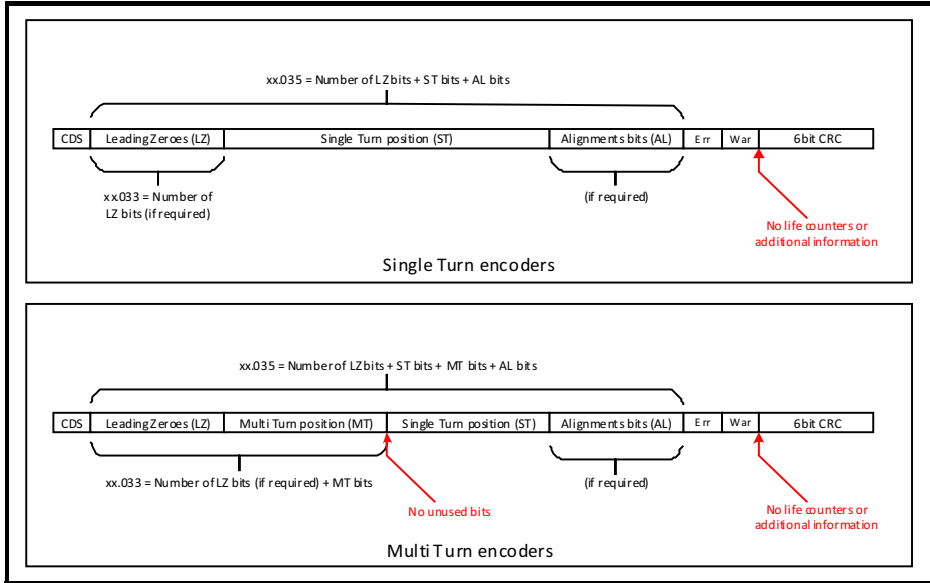 xx.035 = Number of LZ bits + ST bits + AL bits
CDS Leading Zeroes (LZ) Single Turn position (ST) Alignments bits (AL) Err War 6bit CRC
xx.033 = Number of
LZ bits (if required)
(if required)
No life counters or
additional information
Single Turn encoders
xx.035 = Number of LZ bits + ST bits + MT bits + AL bits
CDS Leading Zeroes (LZ) Multi Turn position (MT) Single Turn position (ST) Alignments bits (AL) Err War 6bit CRC
xx.033 = Number of LZ bits (if required) + MT bits
(if required)
No unused bits
No life counters or
additional information
Multi Turn encoders